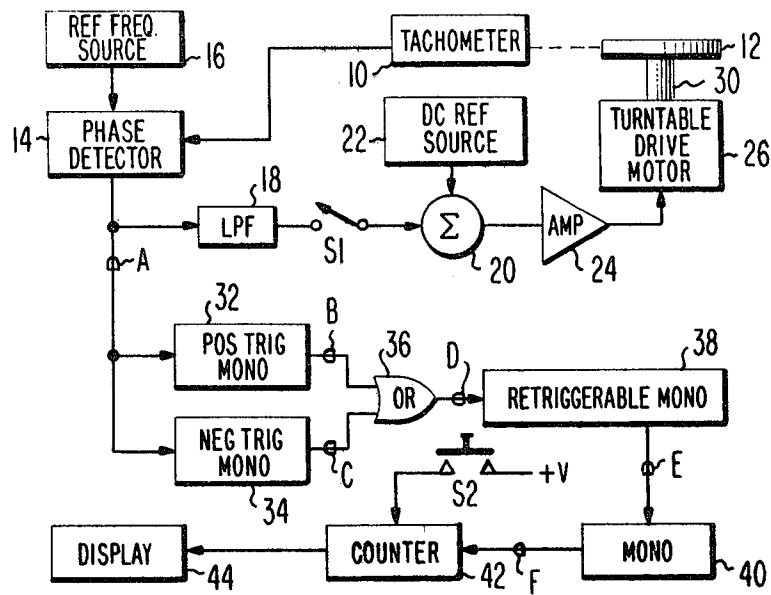 REF FREQ.
SOURCE
16
TACHOMETER
10
12
30
14
PHASE
DETECTOR
22
DC REF
SOURCE
TURNTABLE
DRIVE
MOTOR
26
18
LPF
S1
Σ
20
AMP
24
A
32
POS TRIG
MONO
B
36
OR
D
38
RETRIGGERABLE MONO
NEG TRIG
MONO
34
C
S2
+V
E
DISPLAY
44
COUNTER
42
F
MONO
40